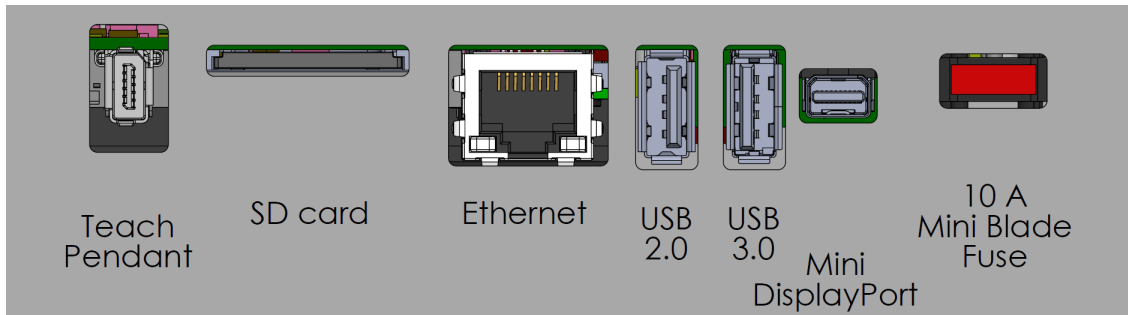 Teach
Pendant
SD card
Ethernet
USB
2.0
USB
3.0
Mini
DisplayPort
10 A
Mini Blade
Fuse